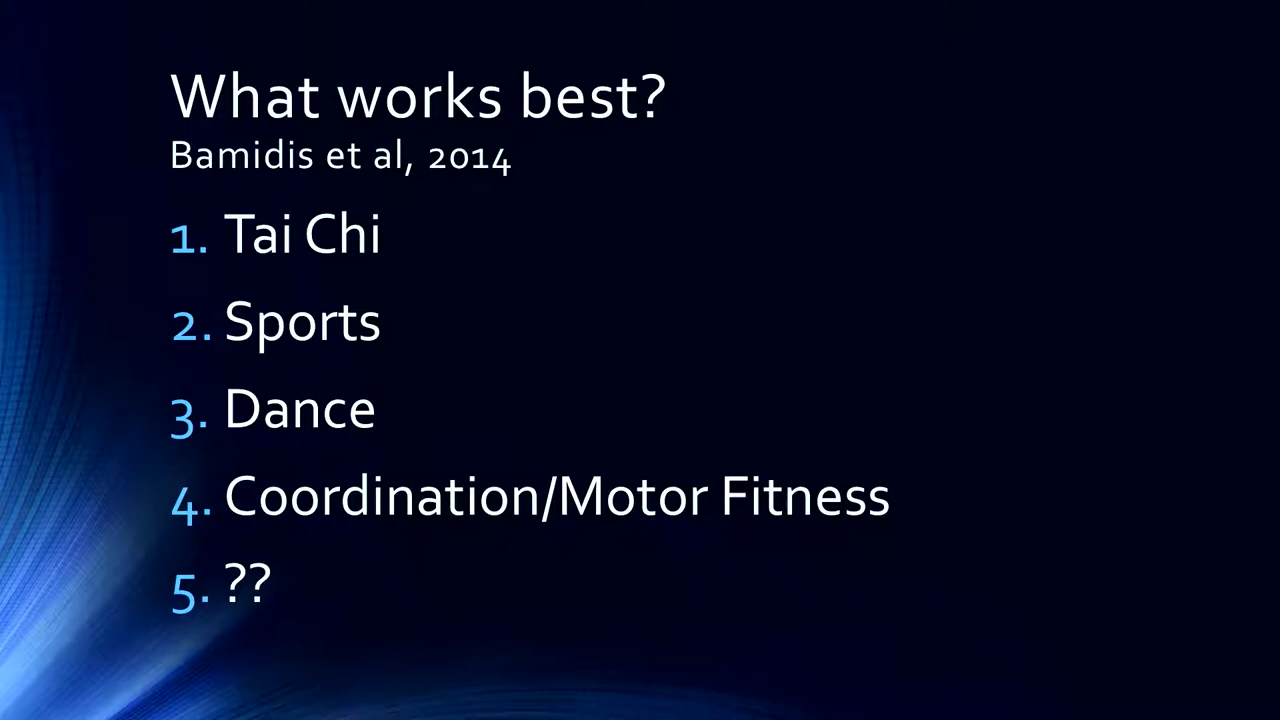 What works best?
Bamidis et al, 2014
1. Tai Chi
2. Sports
3. Dance
4. Coordination/Motor Fitness
5. ??